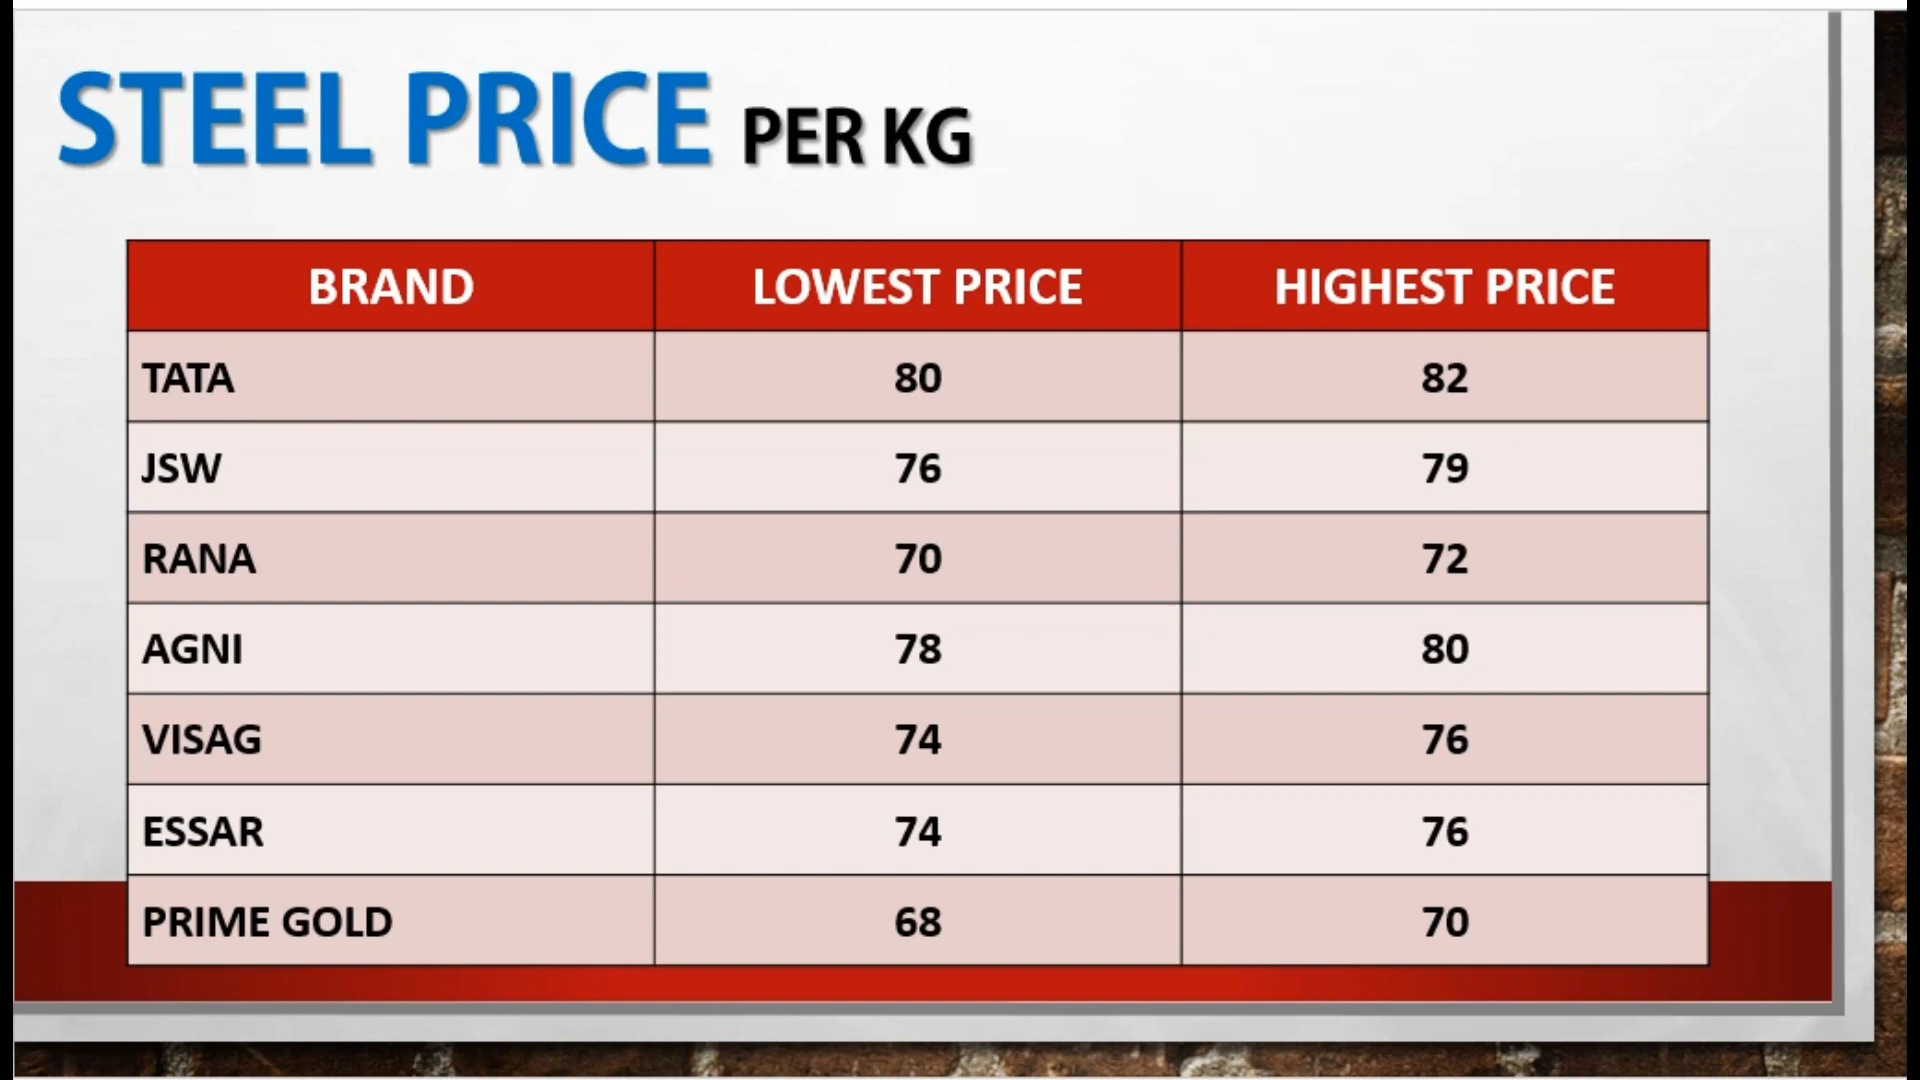 STEEL PRICE PER KG
BRAND LOWEST PRICE HIGHEST PRICE
TATA 80 82
JSW 76 79
RANA 70 72
AGNI 78 80
VISAG 74 76
ESSAR 74 76
PRIME GOLD 68 70